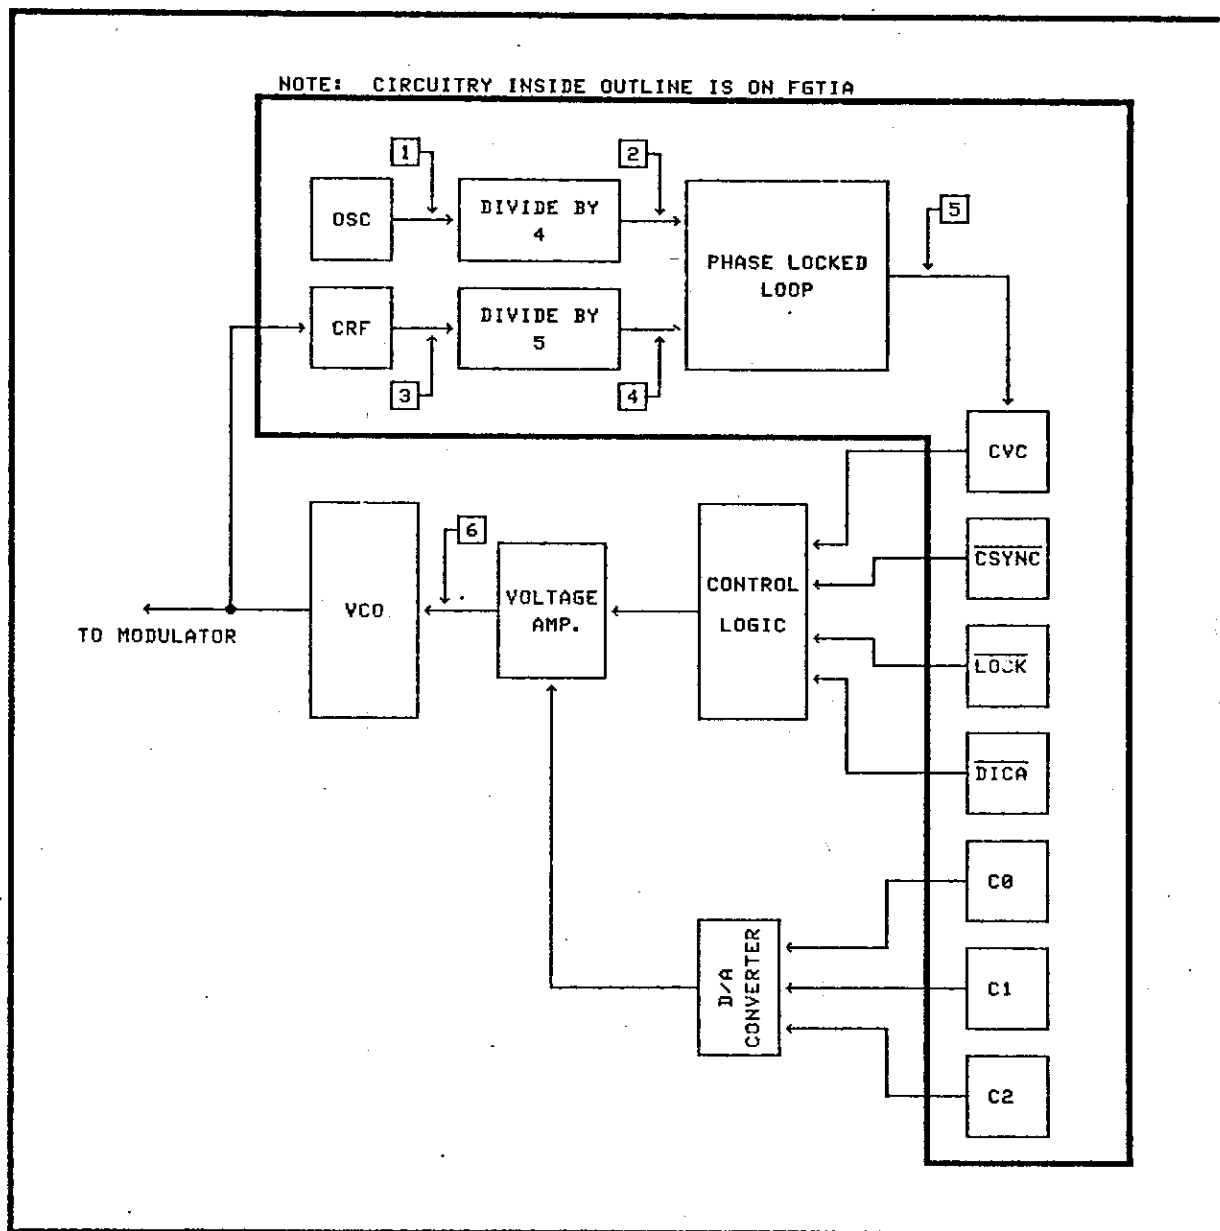 NOTE: CIRCUITRY INSIDE OUTLINE IS ON FGTIA
1
2
OSC
DIVIDE BY
4
5
PHASE LOCKED
LOOP
CRF
DIVIDE BY
5
3
4
CVC
6
CSYNC
VCO
VOLTAGE
AMP.
CONTROL
LOGIC
TO MODULATOR
LOCK
DICA
C0
D/A
CONVERTER
C1
C2